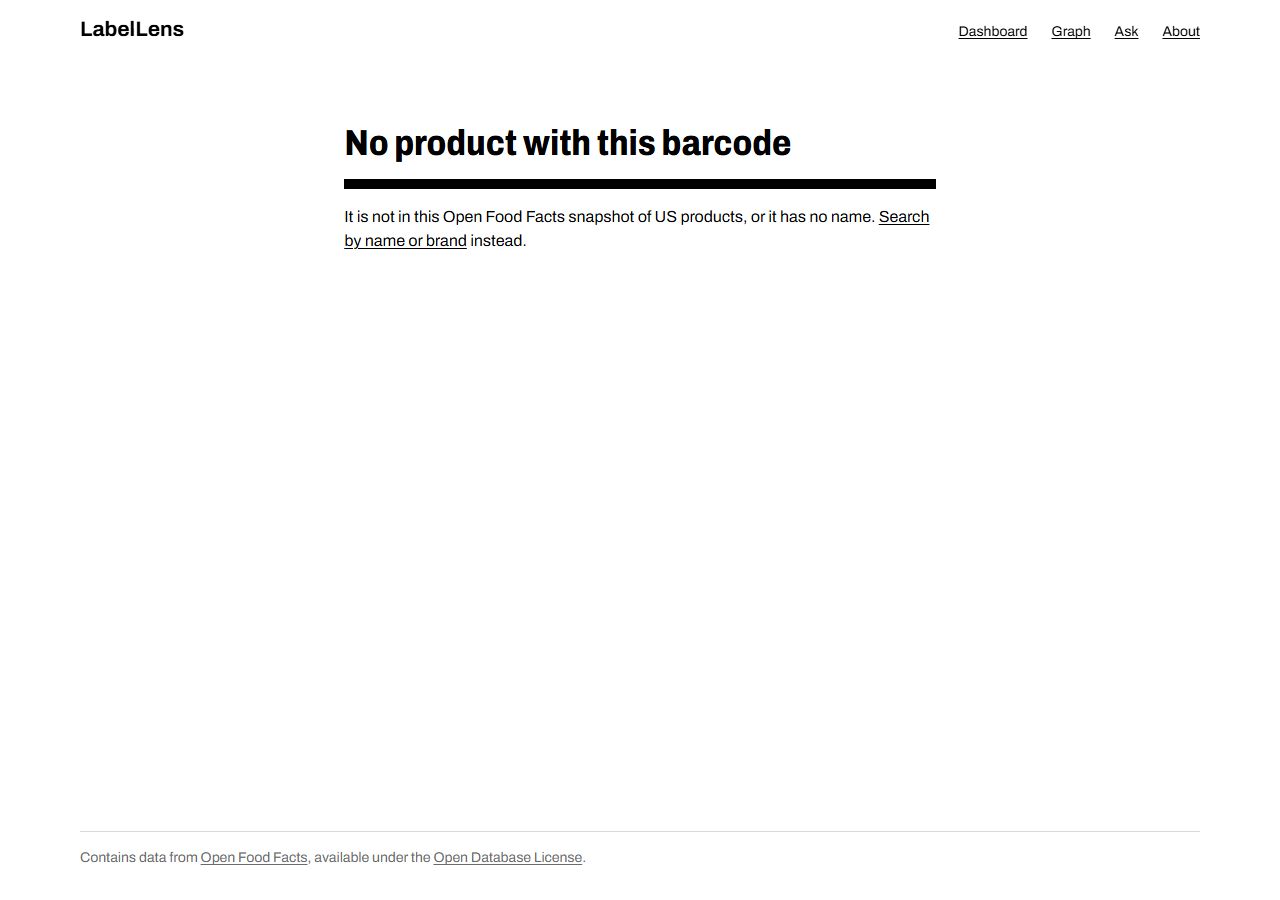 LabelLens
Dashboard Graph Ask About
No product with this barcode
It is not in this Open Food Facts snapshot of US products, or it has no name. Search
by name or brand instead.
Contains data from Open Food Facts, available under the Open Database License.